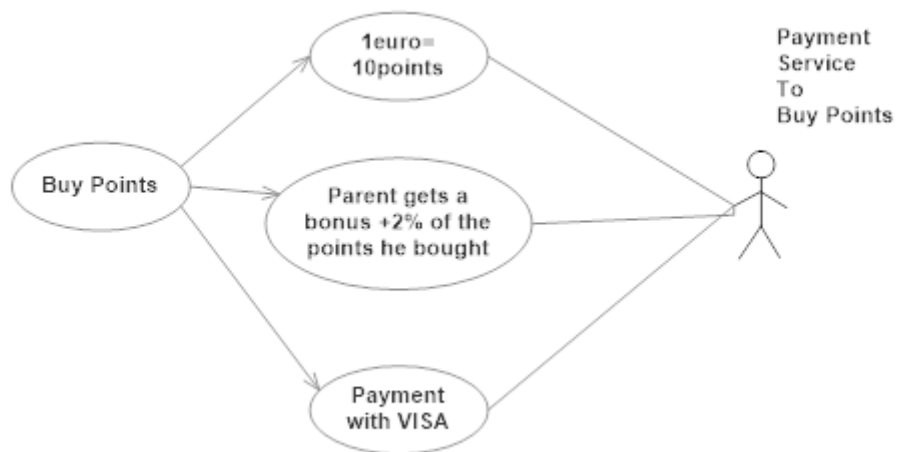 1euro=
10points
Payment
Service
To
Buy Points
Buy Points
Parent gets a
bonus +2% of the
points he bought
Payment
with VISA